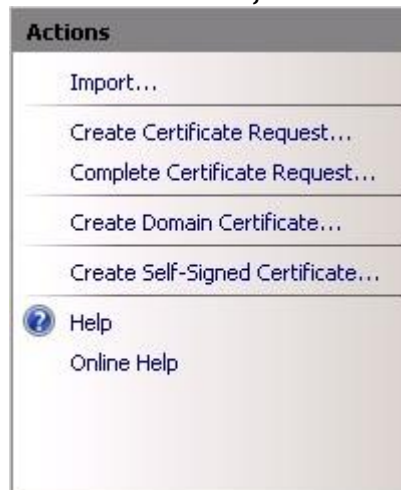 Actions
Import...
Create Certificate Request...
Complete Certificate Request...
Create Domain Certificate...
Create Self-Signed Certificate...
Help
Online Help